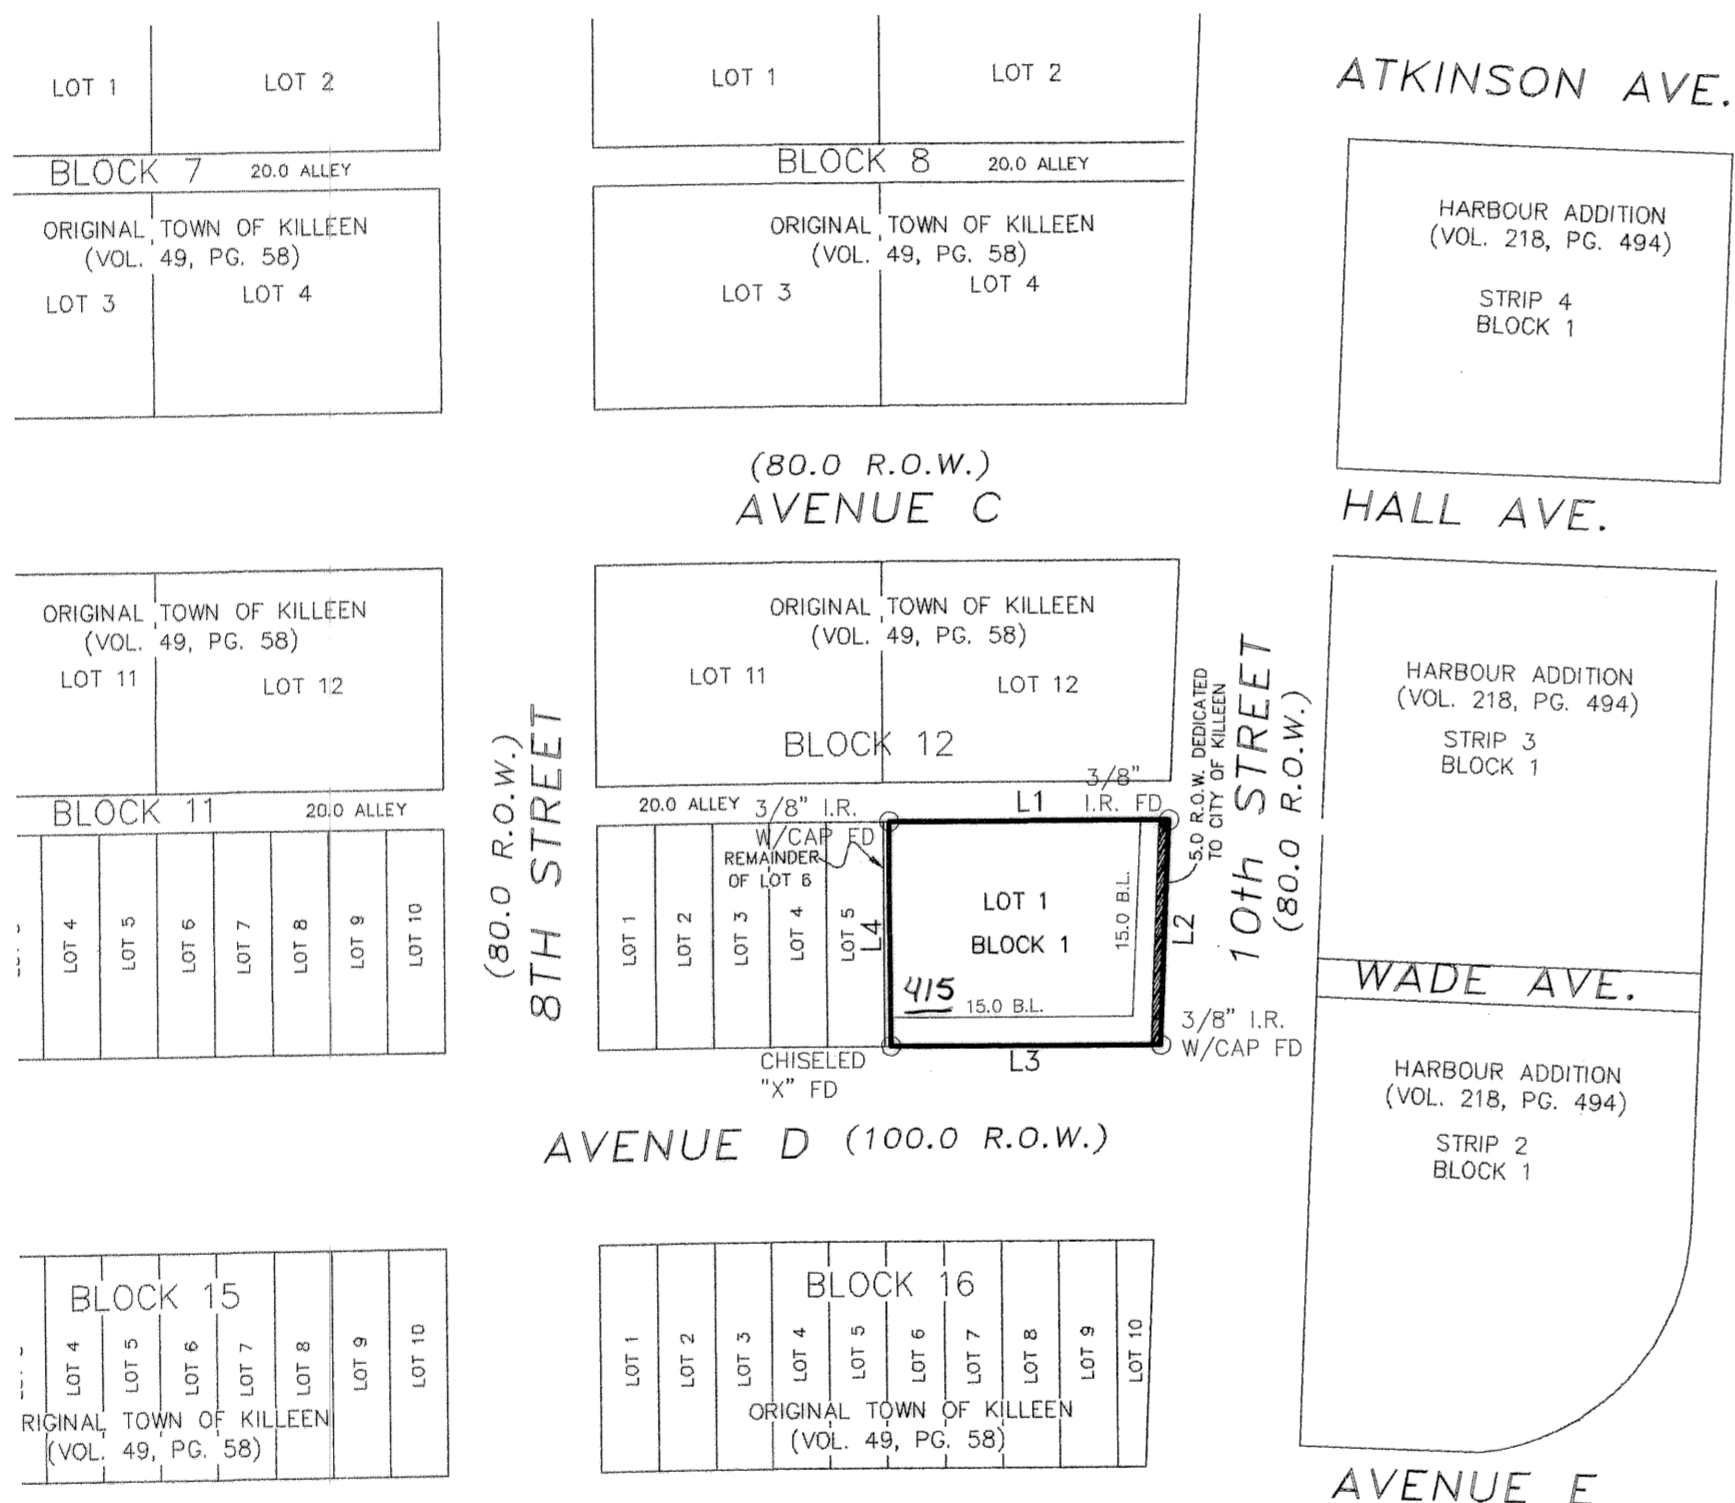 LOT 1
LOT 2
BLOCK 7
20.0 ALLEY
ORIGINAL TOWN OF KILLEEN
(VOL. 49, PG. 58)
LOT 3
LOT 4
LOT 1
LOT 2
BLOCK 8
20.0 ALLEY
ORIGINAL TOWN OF KILLEEN
(VOL. 49, PG. 58)
LOT 3
LOT 4
ATKINSON AVE.
HARBOUR ADDITION
(VOL. 218, PG. 494)
STRIP 4
BLOCK 1
(80.0 R.O.W.)
AVENUE C
HALL AVE.
ORIGINAL TOWN OF KILLEEN
(VOL. 49, PG. 58)
LOT 11
LOT 12
BLOCK 11
20.0 ALLEY
LOT 4
LOT 5
LOT 6
LOT 7
LOT 8
LOT 9
LOT 10
(80.0 R.O.W.)
8TH STREET
ORIGINAL TOWN OF KILLEEN
(VOL. 49, PG. 58)
LOT 11
LOT 12
BLOCK 12
20.0 ALLEY
3/8" I.R.
W/CAP FD
REMAINDER
OF LOT 6
L1
3/8"
I.R. FD
LOT 1
LOT 2
LOT 3
LOT 4
LOT 5
L4
LOT 1
BLOCK 1
415
15.0 B.L.
15.0 B.L.
L2
L3
CHISELED
"X" FD
3/8" I.R.
W/CAP FD
5.0 R.O.W. DEDICATED
TO CITY OF KILLEEN
10th STREET
(80.0 R.O.W.)
HARBOUR ADDITION
(VOL. 218, PG. 494)
STRIP 3
BLOCK 1
WADE AVE.
HARBOUR ADDITION
(VOL. 218, PG. 494)
STRIP 2
BLOCK 1
AVENUE D (100.0 R.O.W.)
BLOCK 15
LOT 4
LOT 5
LOT 6
LOT 7
LOT 8
LOT 9
LOT 10
RIGINAL TOWN OF KILLEEN
(VOL. 49, PG. 58)
BLOCK 16
LOT 1
LOT 2
LOT 3
LOT 4
LOT 5
LOT 6
LOT 7
LOT 8
LOT 9
LOT 10
ORIGINAL TOWN OF KILLEEN
(VOL. 49, PG. 58)
AVENUE E